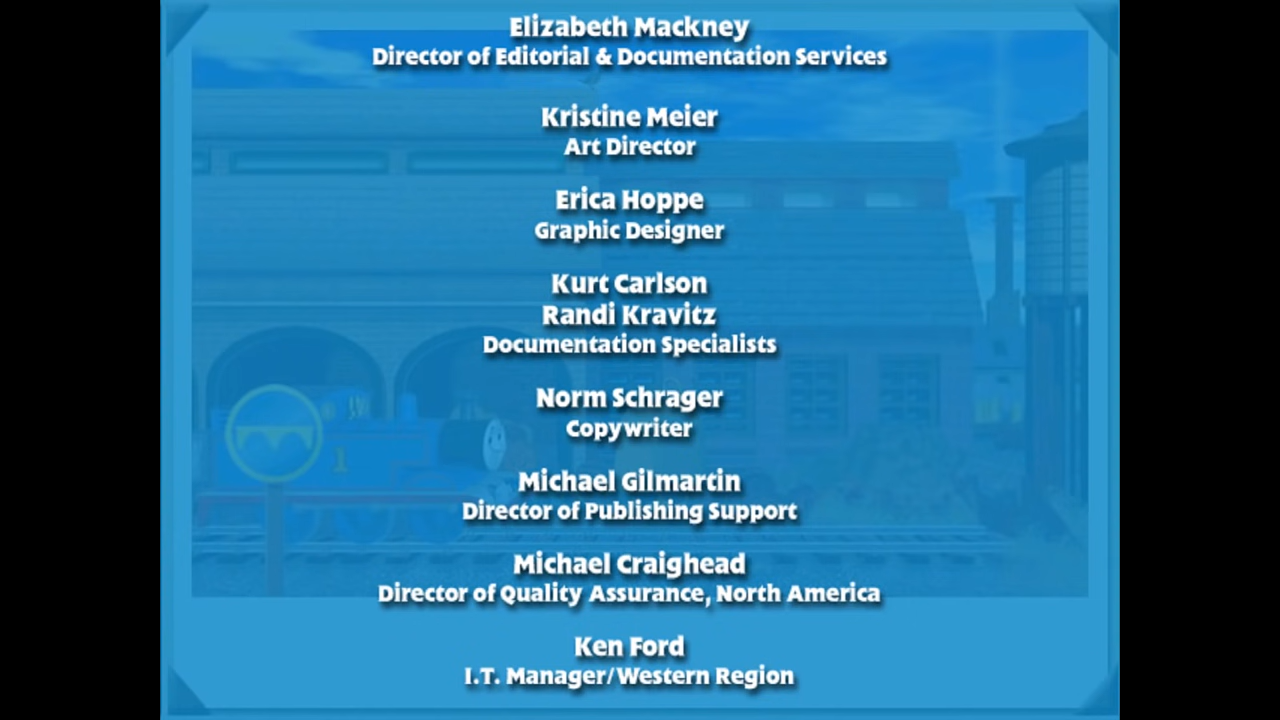 Elizabeth Mackney
Director of Editorial & Documentation Services
Kristine Meier
Art Director
Erica Hoppe
Graphic Designer
Kurt Carlson
Randi Kravitz
Documentation Specialists
Norm Schrager
Copywriter
Michael Gilmartin
Director of Publishing Support
Michael Craighead
Director of Quality Assurance, North America
Ken Ford
I.T. Manager/Western Region
1